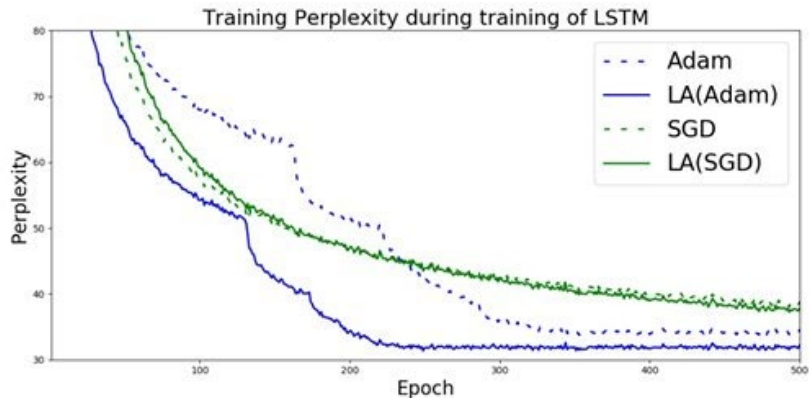 Training Perplexity during training of LSTM
80
70
60
50
40
30
Perplexity
Adam
LA(Adam)
SGD
LA(SGD)
100
200
300
400
500
Epoch